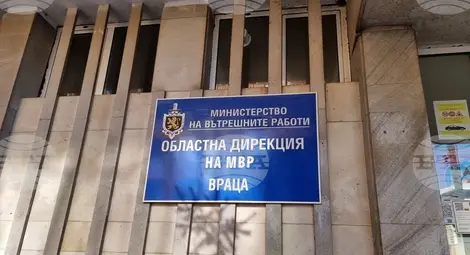 МИНИСТЕРСТВО
НА ВЪТРЕШНИТЕ РАБОТИ
ОБЛАСТНА ДИРЕКЦИЯ
НА МВР
ВРАЦА